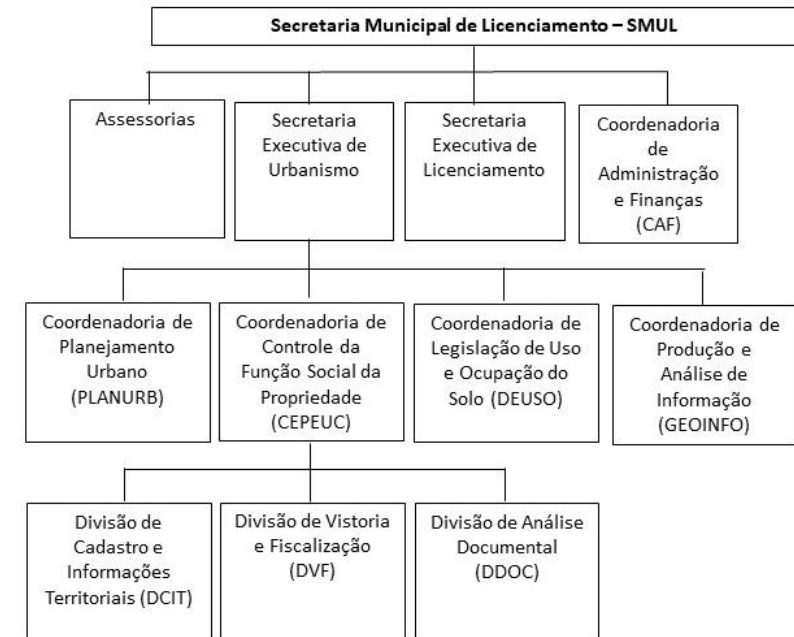 Secretaria Municipal de Licenciamento – SMUL
Assessorias
Secretaria
Executiva de
Urbanismo
Secretaria
Executiva de
Licenciamento
Coordenadoria
de
Administração
e Finanças
(CAF)
Coordenadoria de
Planejamento
Urbano
(PLANURB)
Coordenadoria de
Controle da
Função Social da
Propriedade
(CEPEUC)
Coordenadoria de
Legislação de Uso
e Ocupação do
Solo (DEUSO)
Coordenadoria de
Produção e
Análise de
Informação
(GEOINFO)
Divisão de
Cadastro e
Informações
Territoriais (DCIT)
Divisão de Vistoria
e Fiscalização
(DVF)
Divisão de Análise
Documental
(DDOC)